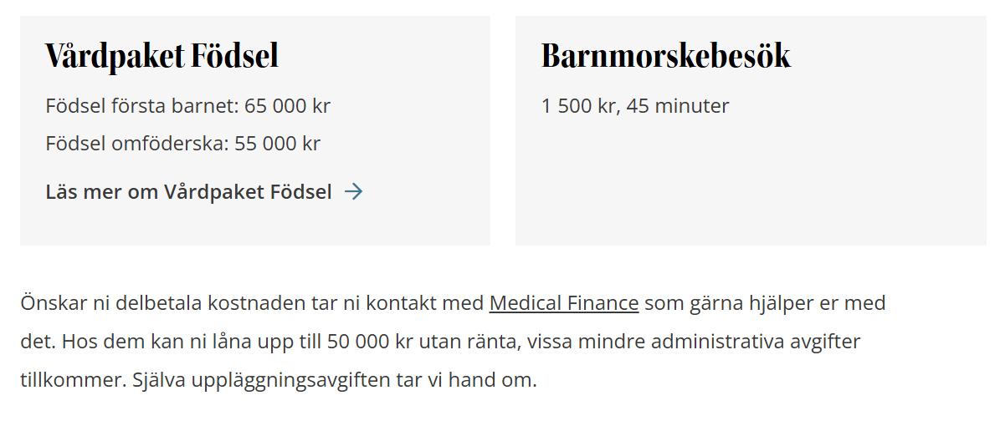 Vårdpaket Födsel
Födsel första barnet: 65 000 kr
Födsel omföderska: 55 000 kr
Läs mer om Vårdpaket Födsel →
Barnmorskebesök
1 500 kr, 45 minuter
Önskar ni delbetala kostnaden tar ni kontakt med Medical Finance som gärna hjälper er med
det. Hos dem kan ni låna upp till 50 000 kr utan ränta, vissa mindre administrativa avgifter
tillkommer. Själva uppläggningsavgiften tar vi hand om.